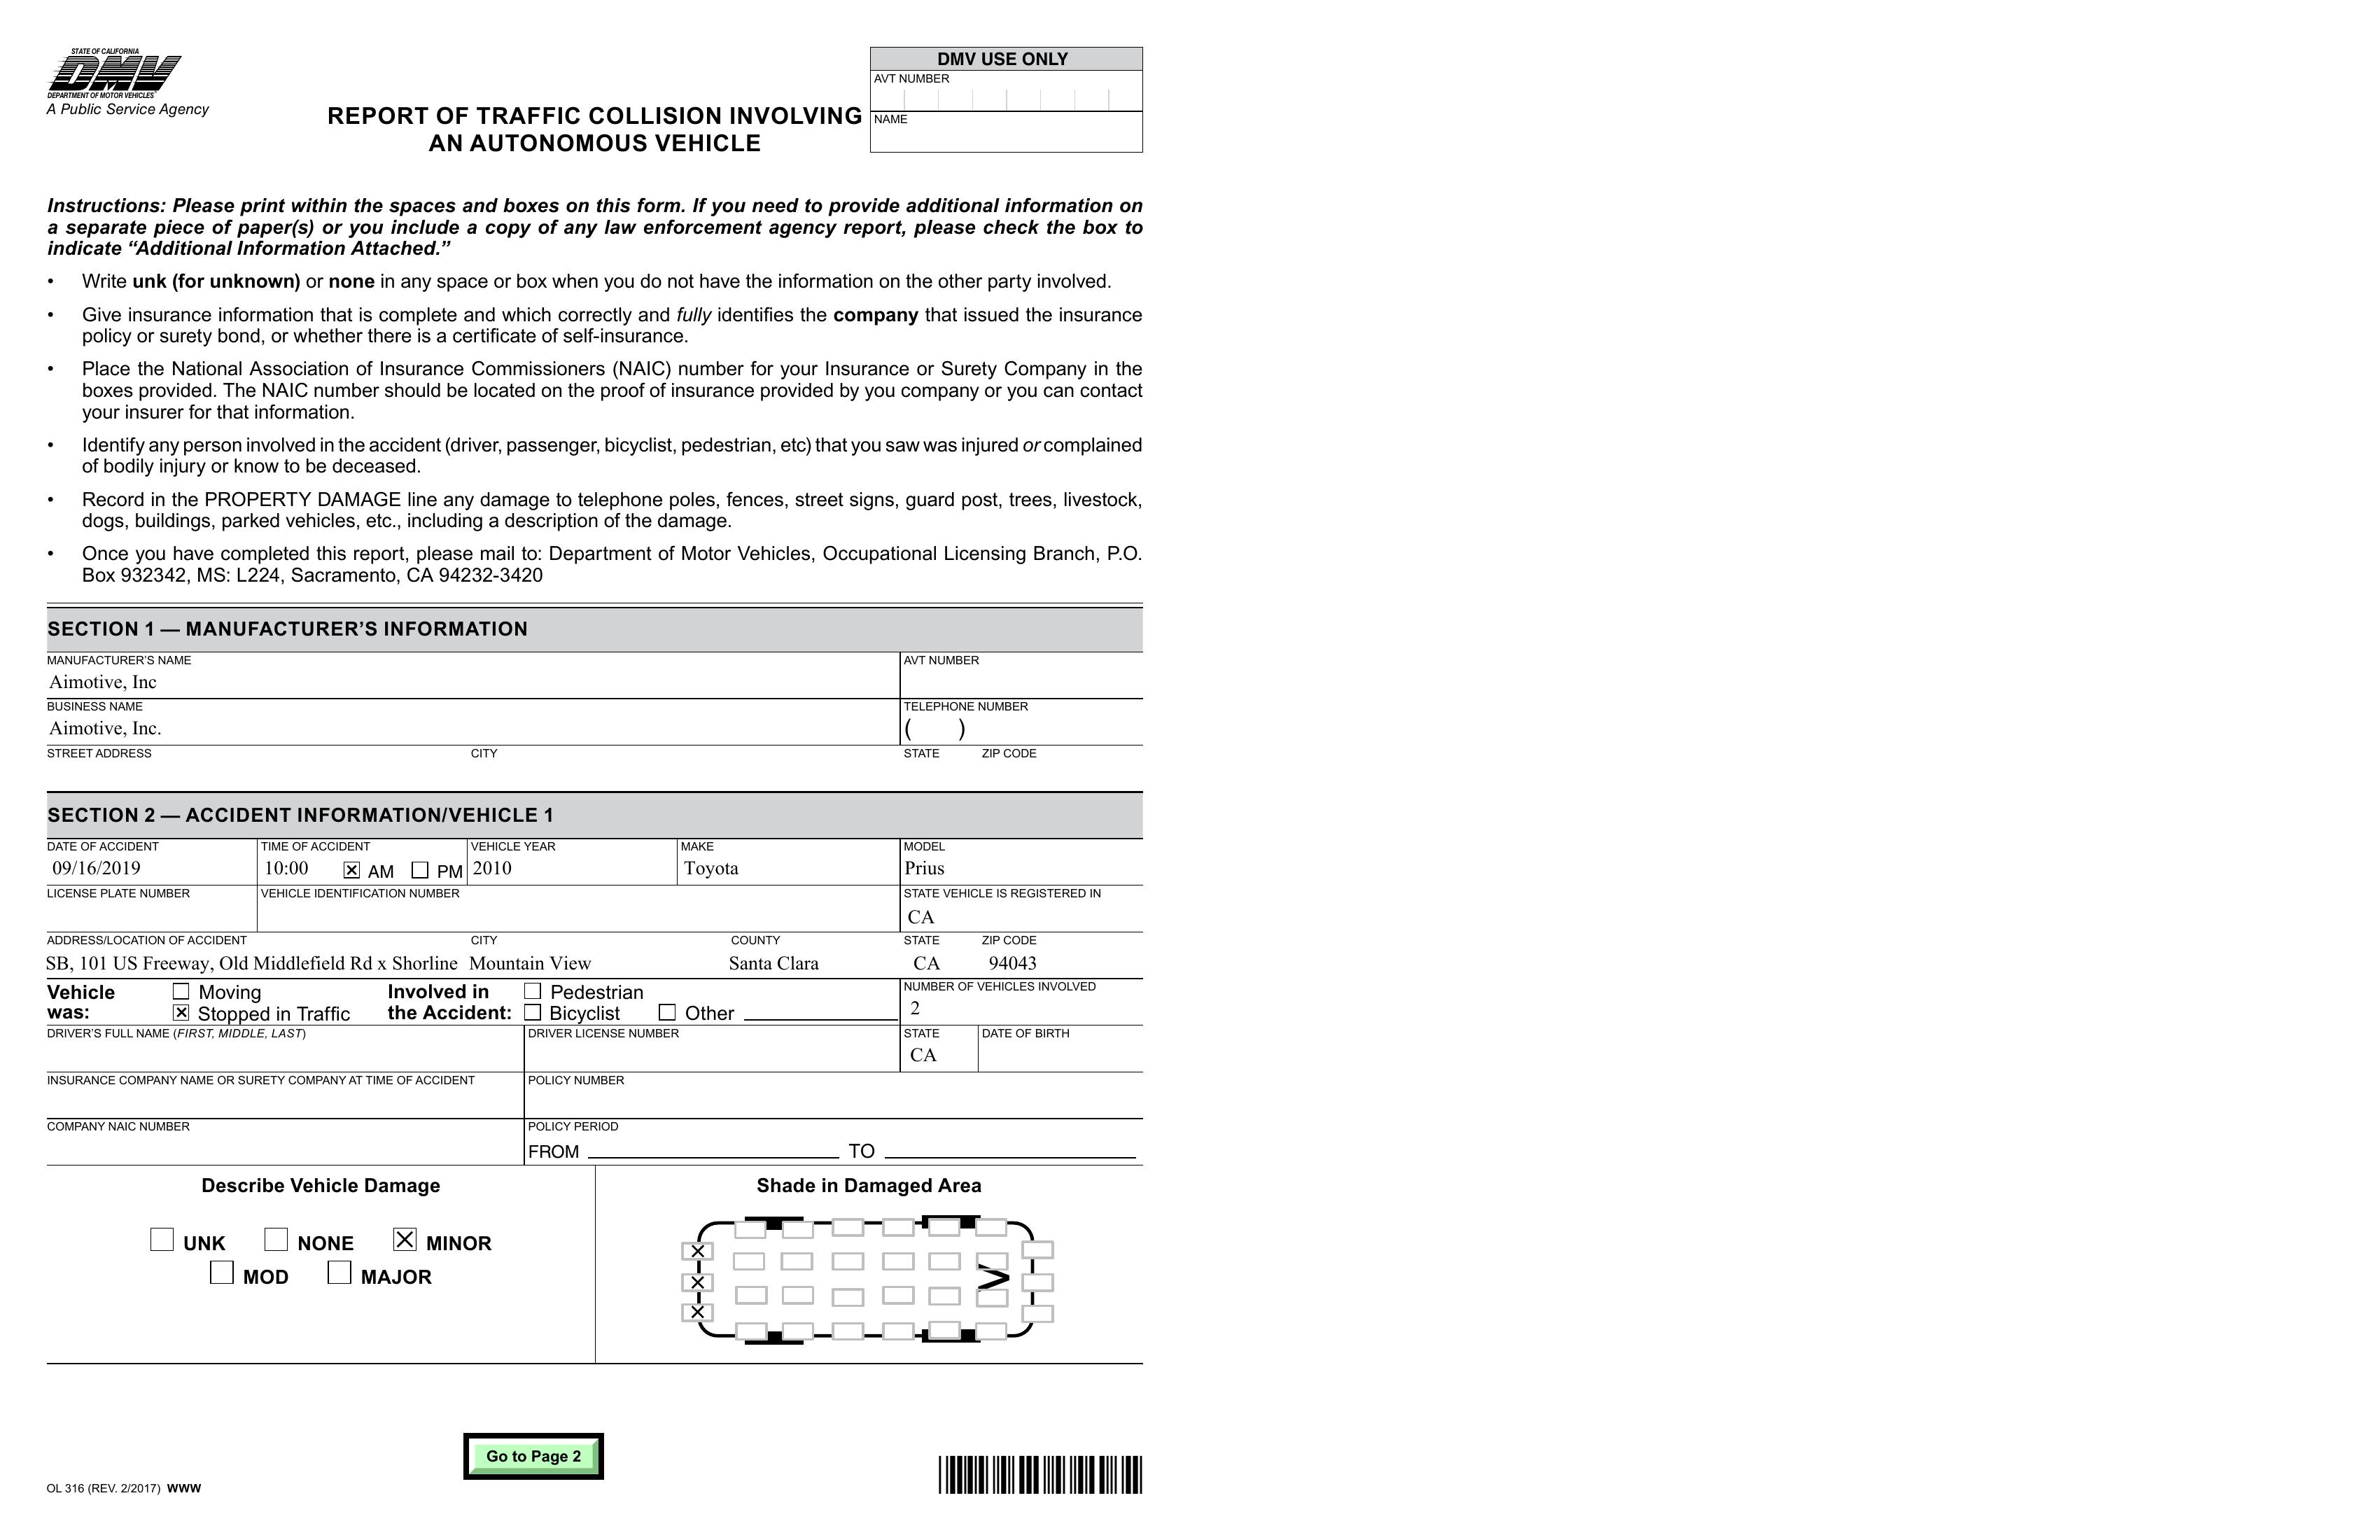 STATE OF CALIFORNIA
DMV
DEPARTMENT OF MOTOR VEHICLES
A Public Service Agency
REPORT OF TRAFFIC COLLISION INVOLVING
AN AUTONOMOUS VEHICLE
DMV USE ONLY
AVT NUMBER
NAME
Instructions: Please print within the spaces and boxes on this form. If you need to provide additional information on
a separate piece of paper(s) or you include a copy of any law enforcement agency report, please check the box to
indicate “Additional Information Attached.”
• Write unk (for unknown) or none in any space or box when you do not have the information on the other party involved.
• Give insurance information that is complete and which correctly and fully identifies the company that issued the insurance
policy or surety bond, or whether there is a certificate of self-insurance.
• Place the National Association of Insurance Commissioners (NAIC) number for your Insurance or Surety Company in the
boxes provided. The NAIC number should be located on the proof of insurance provided by you company or you can contact
your insurer for that information.
• Identify any person involved in the accident (driver, passenger, bicyclist, pedestrian, etc) that you saw was injured or complained
of bodily injury or know to be deceased.
• Record in the PROPERTY DAMAGE line any damage to telephone poles, fences, street signs, guard post, trees, livestock,
dogs, buildings, parked vehicles, etc., including a description of the damage.
• Once you have completed this report, please mail to: Department of Motor Vehicles, Occupational Licensing Branch, P.O.
Box 932342, MS: L224, Sacramento, CA 94232-3420
SECTION 1 — MANUFACTURER’S INFORMATION
MANUFACTURER’S NAME AVT NUMBER
Aimotive, Inc
BUSINESS NAME TELEPHONE NUMBER
Aimotive, Inc. ( )
STREET ADDRESS CITY STATE ZIP CODE
SECTION 2 — ACCIDENT INFORMATION/VEHICLE 1
DATE OF ACCIDENT TIME OF ACCIDENT VEHICLE YEAR MAKE MODEL
09/16/2019 10:00 AM PM 2010 Toyota Prius
LICENSE PLATE NUMBER VEHICLE IDENTIFICATION NUMBER STATE VEHICLE IS REGISTERED IN
CA
ADDRESS/LOCATION OF ACCIDENT CITY COUNTY STATE ZIP CODE
SB, 101 US Freeway, Old Middlefield Rd x Shorline Mountain View Santa Clara CA 94043
Vehicle was: Moving Involved in the Accident: Pedestrian NUMBER OF VEHICLES INVOLVED
Stopped in Traffic Bicyclist Other 2
DRIVER’S FULL NAME (FIRST, MIDDLE, LAST) DRIVER LICENSE NUMBER STATE DATE OF BIRTH
CA
INSURANCE COMPANY NAME OR SURETY COMPANY AT TIME OF ACCIDENT POLICY NUMBER
COMPANY NAIC NUMBER POLICY PERIOD
FROM TO
Describe Vehicle Damage Shade in Damaged Area
UNK NONE MINOR
MOD MAJOR
Go to Page 2
OL 316 (REV. 2/2017) WWW